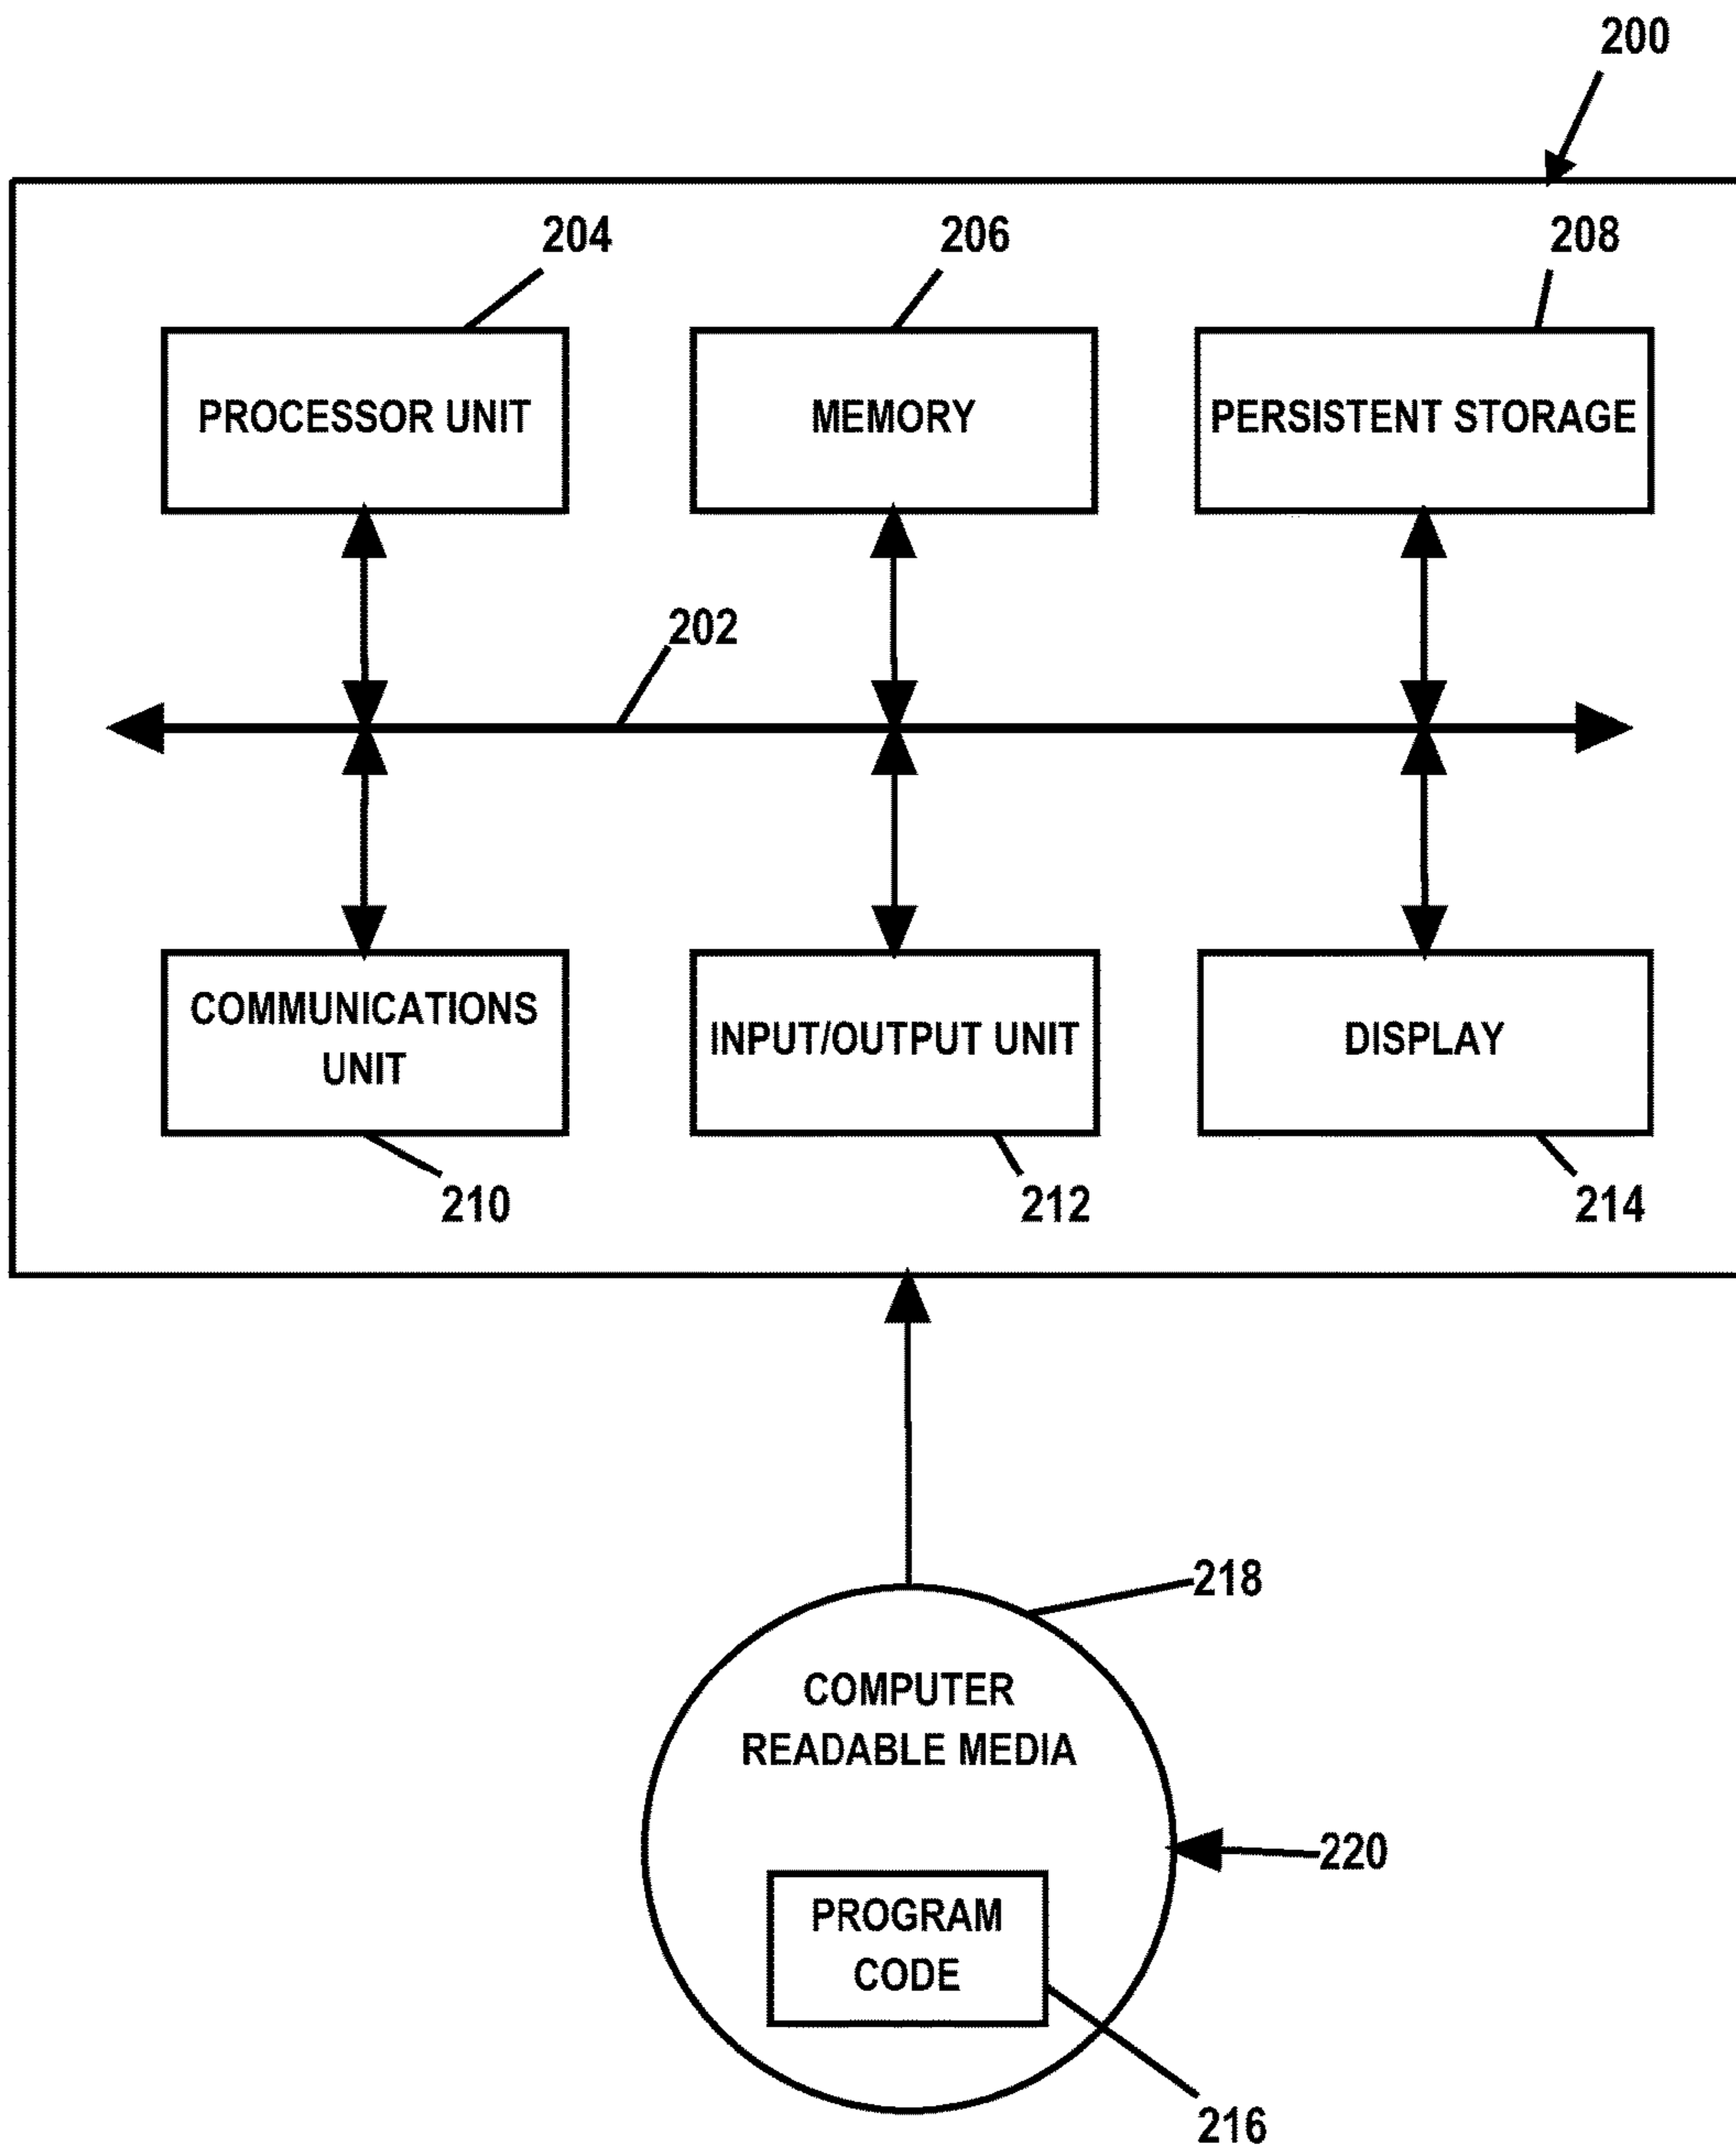 200
204
206
208
PROCESSOR UNIT
MEMORY
PERSISTENT STORAGE
202
COMMUNICATIONS
UNIT
INPUT/OUTPUT UNIT
DISPLAY
210
212
214
218
COMPUTER
READABLE MEDIA
220
PROGRAM
CODE
216